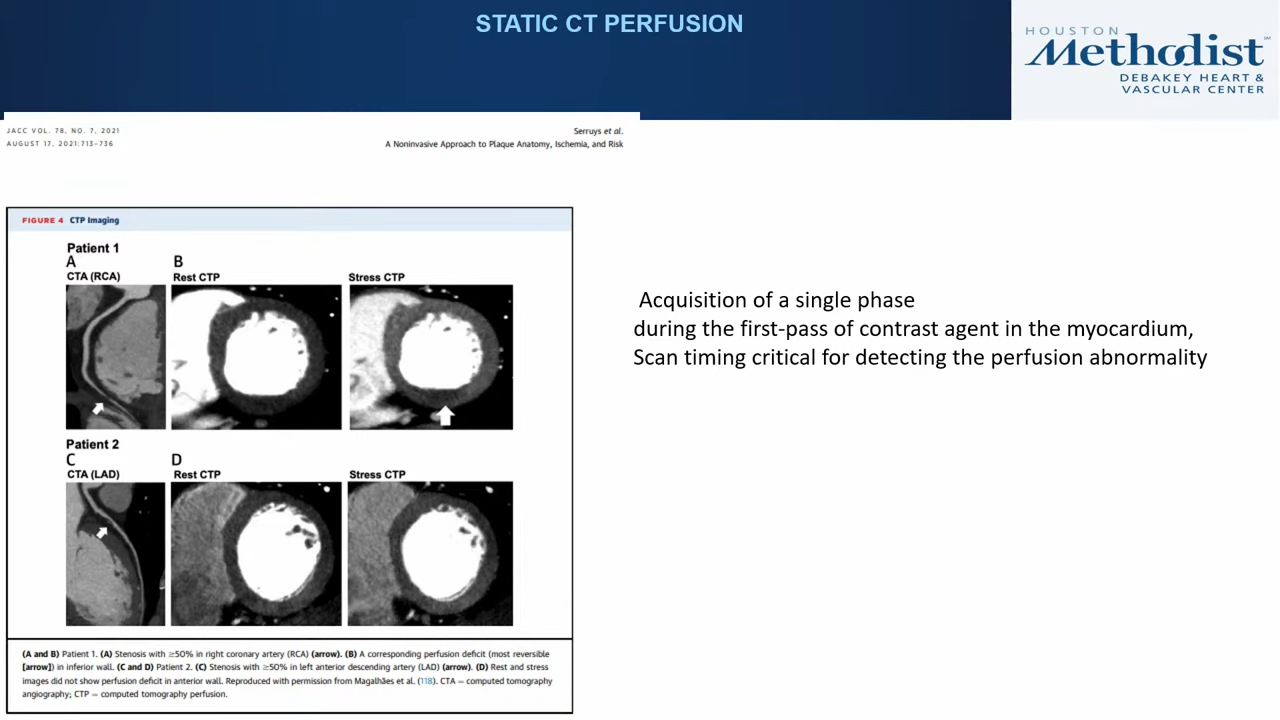 STATIC CT PERFUSION
HOUSTON
Methodist
SM
DEBAKEY HEART &
VASCULAR CENTER
JACC VOL. 78, NO. 7, 2021
AUGUST 17, 2021:713–736
Serruys et al.
A Noninvasive Approach to Plaque Anatomy, Ischemia, and Risk
FIGURE 4 CTP Imaging
Patient 1
A
CTA (RCA)
B
Rest CTP
Stress CTP
Patient 2
C
CTA (LAD)
D
Rest CTP
Stress CTP
(A and B) Patient 1. (A) Stenosis with ≥50% in right coronary artery (RCA) (arrow). (B) A corresponding perfusion deficit (most reversible
[arrow]) in inferior wall. (C and D) Patient 2. (C) Stenosis with ≥50% in left anterior descending artery (LAD) (arrow). (D) Rest and stress
images did not show perfusion deficit in anterior wall. Reproduced with permission from Magalhães et al. (118). CTA = computed tomography
angiography; CTP = computed tomography perfusion.
Acquisition of a single phase
during the first-pass of contrast agent in the myocardium,
Scan timing critical for detecting the perfusion abnormality